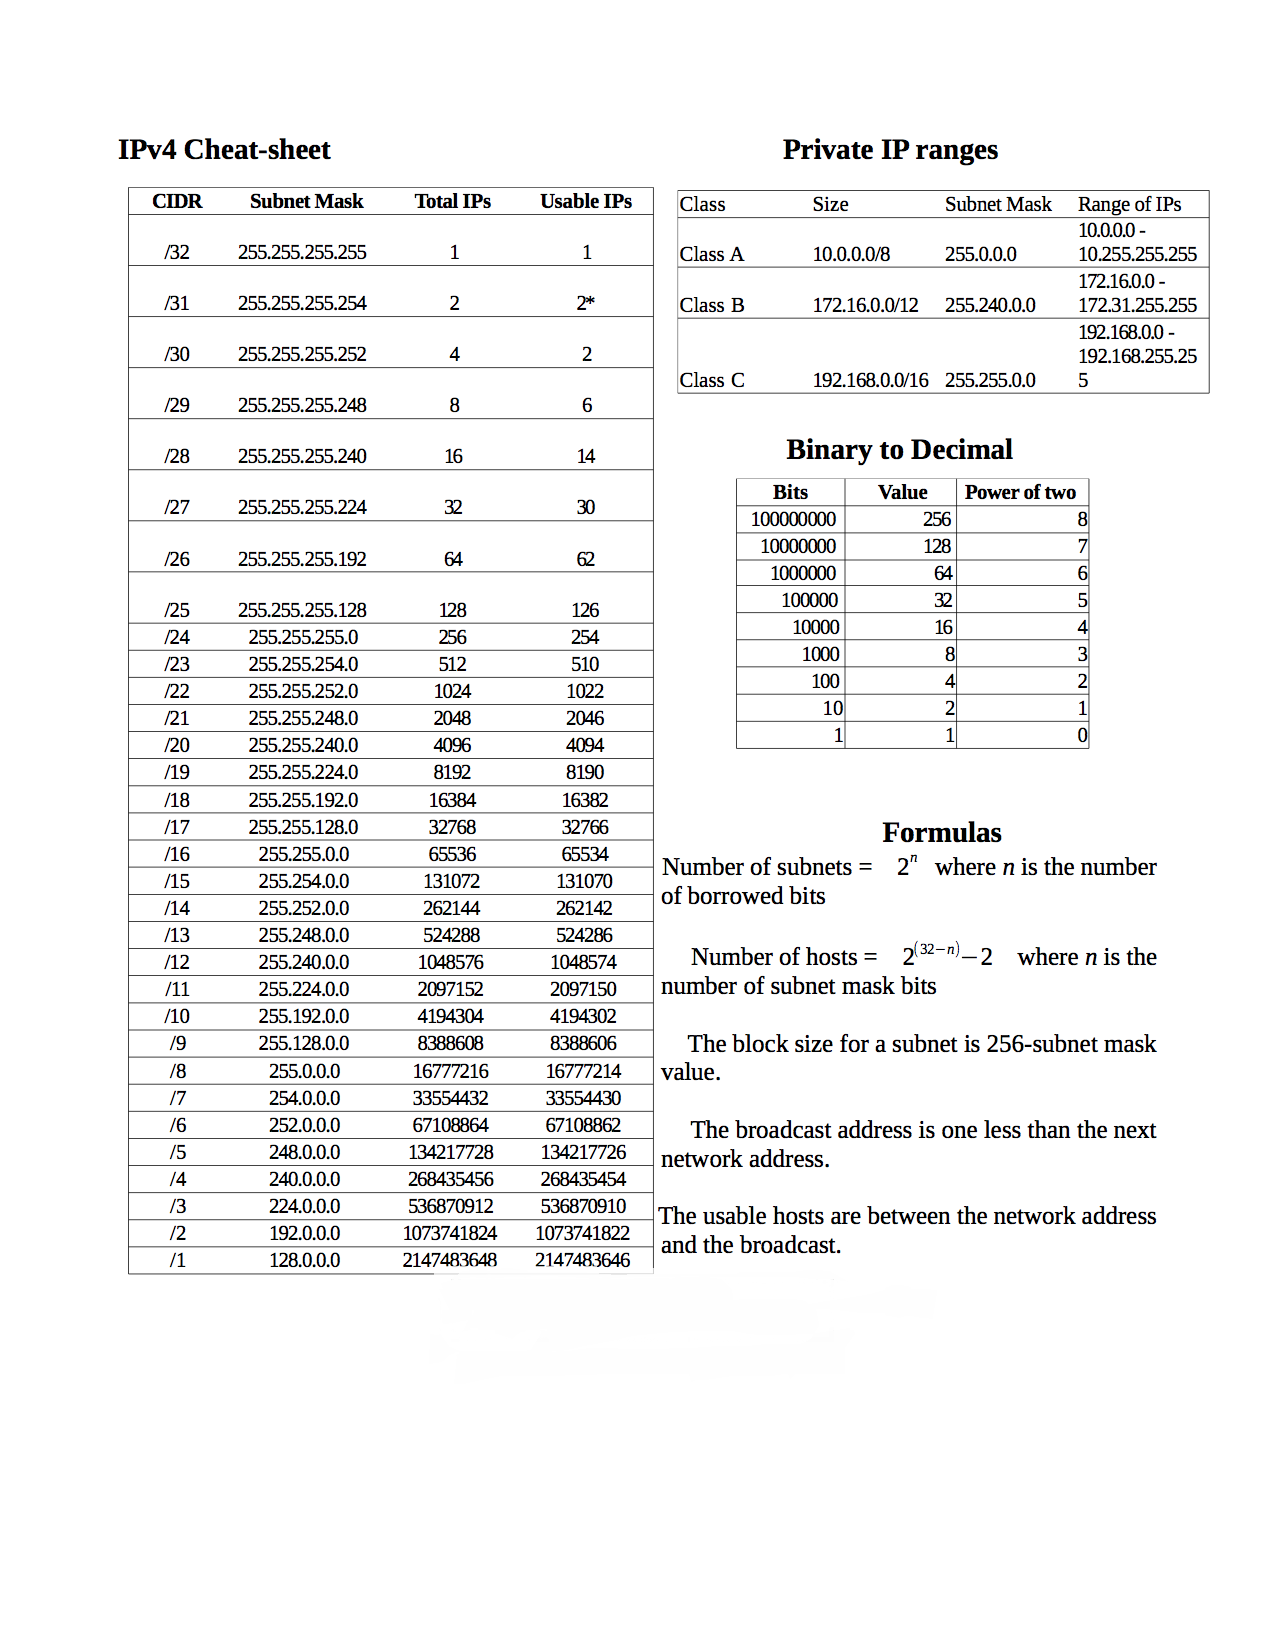 IPv4 Cheat-sheet
CIDR Subnet Mask Total IPs Usable IPs
/32 255.255.255.255 1 1
/31 255.255.255.254 2 2*
/30 255.255.255.252 4 2
/29 255.255.255.248 8 6
/28 255.255.255.240 16 14
/27 255.255.255.224 32 30
/26 255.255.255.192 64 62
/25 255.255.255.128 128 126
/24 255.255.255.0 256 254
/23 255.255.254.0 512 510
/22 255.255.252.0 1024 1022
/21 255.255.248.0 2048 2046
/20 255.255.240.0 4096 4094
/19 255.255.224.0 8192 8190
/18 255.255.192.0 16384 16382
/17 255.255.128.0 32768 32766
/16 255.255.0.0 65536 65534
/15 255.254.0.0 131072 131070
/14 255.252.0.0 262144 262142
/13 255.248.0.0 524288 524286
/12 255.240.0.0 1048576 1048574
/11 255.224.0.0 2097152 2097150
/10 255.192.0.0 4194304 4194302
/9 255.128.0.0 8388608 8388606
/8 255.0.0.0 16777216 16777214
/7 254.0.0.0 33554432 33554430
/6 252.0.0.0 67108864 67108862
/5 248.0.0.0 134217728 134217726
/4 240.0.0.0 268435456 268435454
/3 224.0.0.0 536870912 536870910
/2 192.0.0.0 1073741824 1073741822
/1 128.0.0.0 2147483648 2147483646
Private IP ranges
Class Size Subnet Mask Range of IPs
10.0.0.0 -
Class A 10.0.0.0/8 255.0.0.0 10.255.255.255
172.16.0.0 -
Class B 172.16.0.0/12 255.240.0.0 172.31.255.255
192.168.0.0 -
192.168.255.25
Class C 192.168.0.0/16 255.255.0.0 5
Binary to Decimal
Bits Value Power of two
100000000 256 8
10000000 128 7
1000000 64 6
100000 32 5
10000 16 4
1000 8 3
100 4 2
10 2 1
1 1 0
Formulas
Number of subnets = 2^n where n is the number
of borrowed bits
Number of hosts = 2^(32−n)−2 where n is the
number of subnet mask bits
The block size for a subnet is 256-subnet mask
value.
The broadcast address is one less than the next
network address.
The usable hosts are between the network address
and the broadcast.